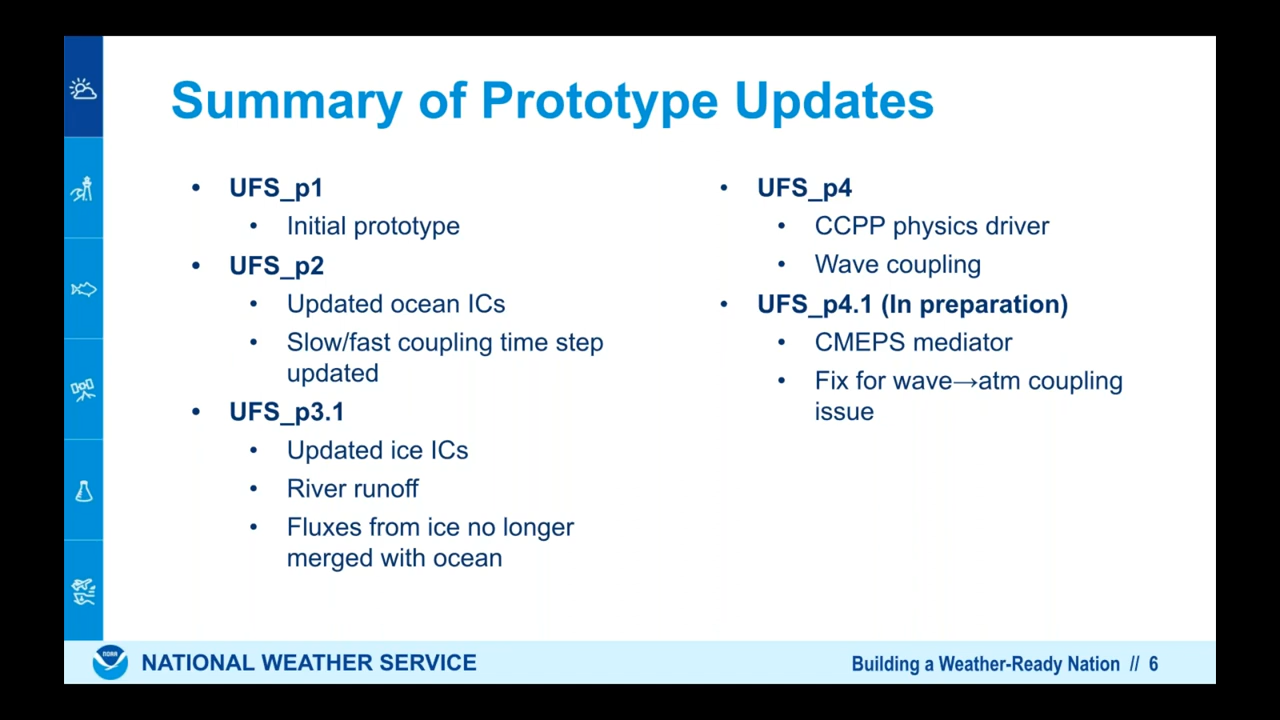 Summary of Prototype Updates
• UFS_p1
• Initial prototype
• UFS_p2
• Updated ocean ICs
• Slow/fast coupling time step
updated
• UFS_p3.1
• Updated ice ICs
• River runoff
• Fluxes from ice no longer
merged with ocean
• UFS_p4
• CCPP physics driver
• Wave coupling
• UFS_p4.1 (In preparation)
• CMEPS mediator
• Fix for wave→atm coupling
issue
NOAA
NATIONAL WEATHER SERVICE
Building a Weather-Ready Nation // 6